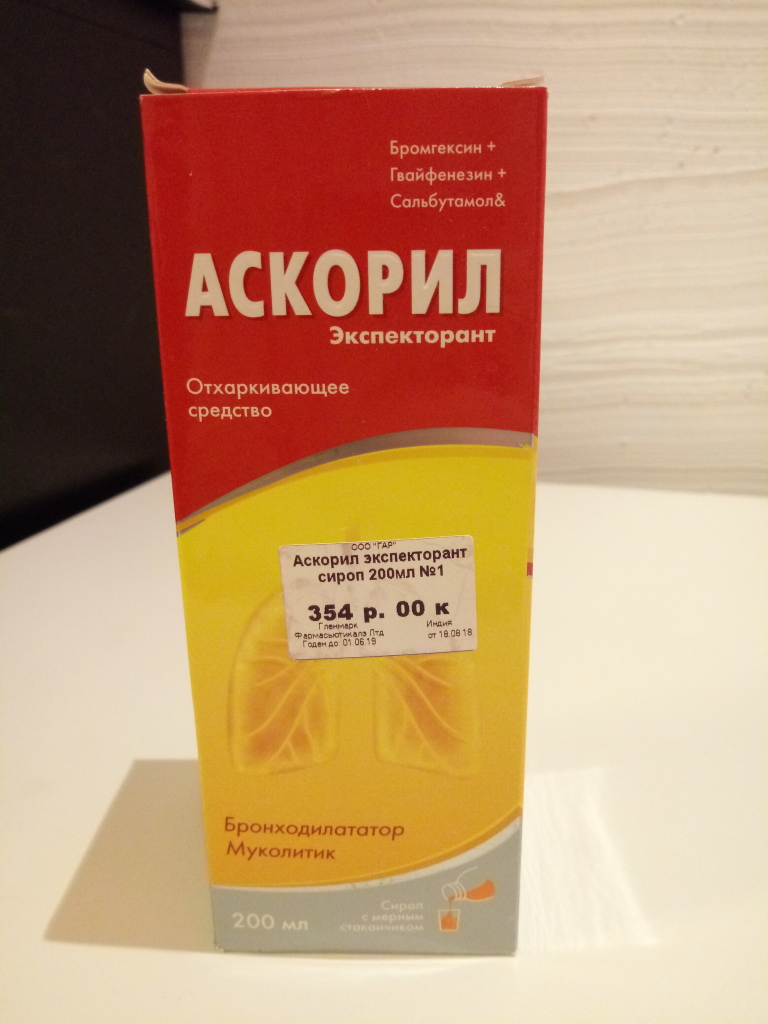 Бромгексин +
Гвайфенезин +
Сальбутамол&
АСКОРИЛ
Экспекторант
Отхаркивающее
средство
ООО "ГАР"
Аскорил экспекторант
сироп 200мл №1
354 р. 00 к
Гленмарк Индия
Фармасьютикалз Лтд от 18.08.18
Годен до: 01.06.19
Бронходилататор
Муколитик
200 мл
Сироп
с мерным
стаканчиком